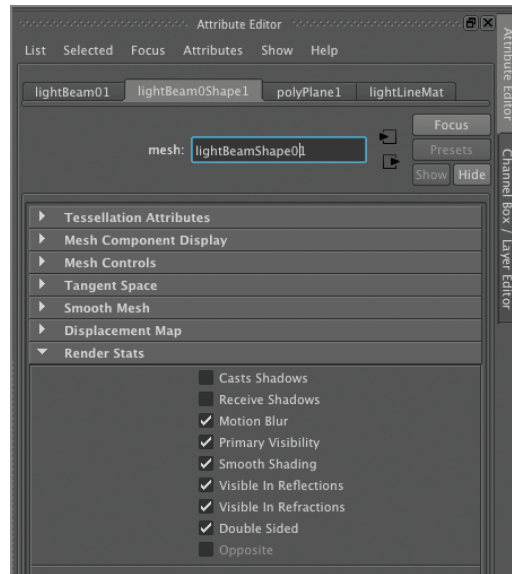 Attribute Editor
List Selected Focus Attributes Show Help
lightBeam01 lightBeam0Shape1 polyPlane1 lightLineMat
Focus
mesh: lightBeamShape01
Presets
Show Hide
Tessellation Attributes
Mesh Component Display
Mesh Controls
Tangent Space
Smooth Mesh
Displacement Map
Render Stats
Casts Shadows
Receive Shadows
Motion Blur
Primary Visibility
Smooth Shading
Visible In Reflections
Visible In Refractions
Double Sided
Opposite
Attribute Editor
Channel Box / Layer Editor